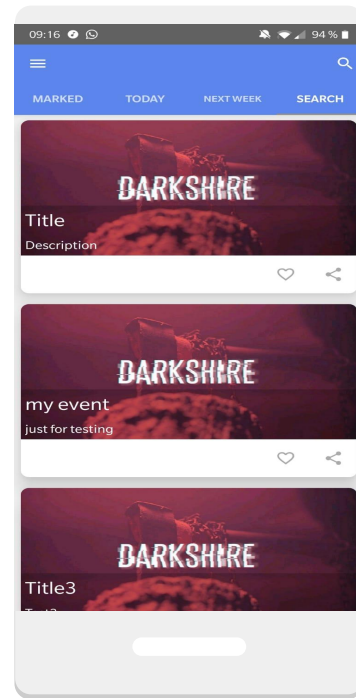 09:16 94 %
MARKED TODAY NEXT WEEK SEARCH
DARKSHIRE
Title
Description
DARKSHIRE
my event
just for testing
DARKSHIRE
Title3